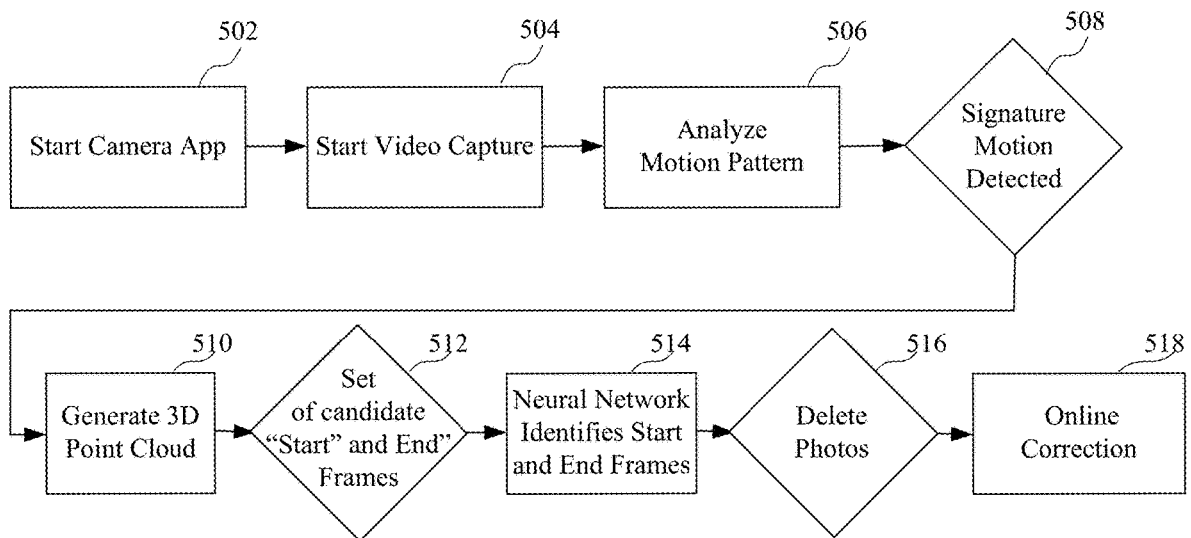 502
504
506
508
Start Camera App
Start Video Capture
Analyze
Motion Pattern
Signature
Motion
Detected
510
512
514
516
518
Generate 3D
Point Cloud
Set
of candidate
“Start” and End”
Frames
Neural Network
Identifies Start
and End Frames
Delete
Photos
Online
Correction